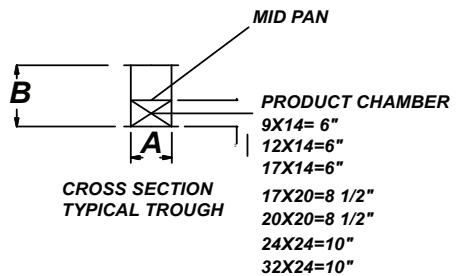 MID PAN
B
A
PRODUCT CHAMBER
9X14= 6"
12X14=6"
17X14=6"
17X20=8 1/2"
20X20=8 1/2"
24X24=10"
32X24=10"
CROSS SECTION
TYPICAL TROUGH